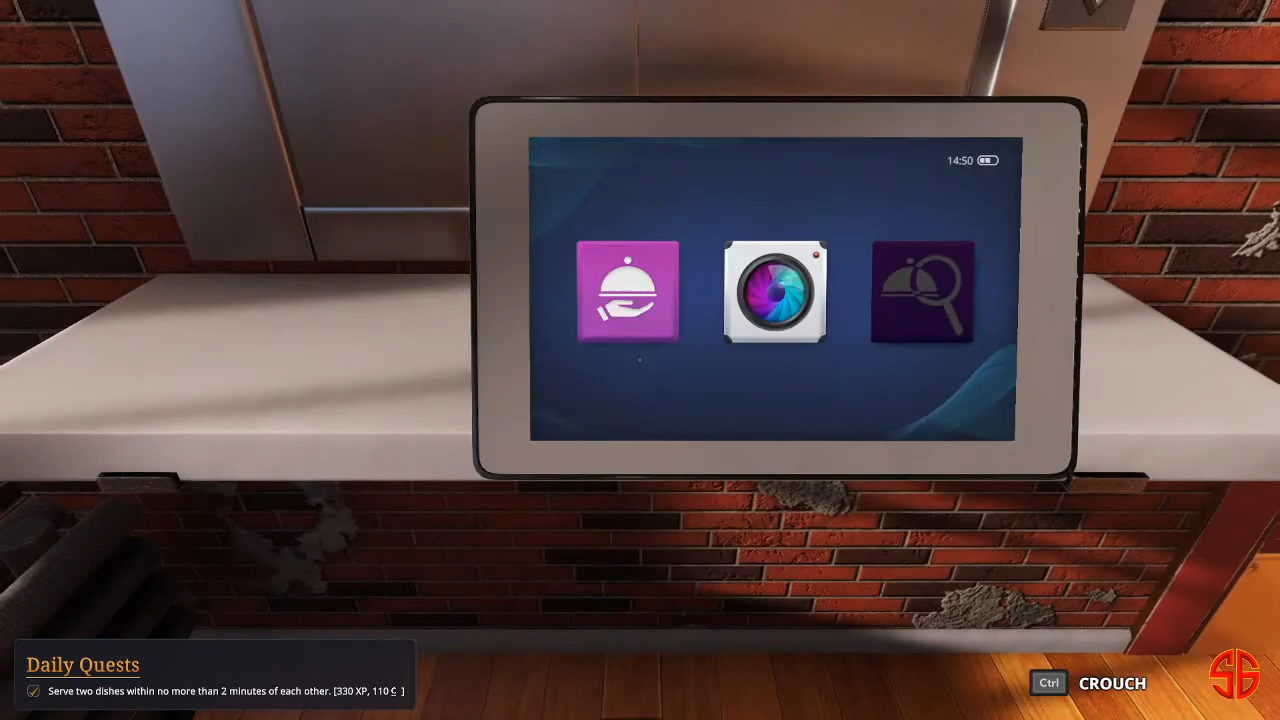 14:50
Daily Quests
Serve two dishes within no more than 2 minutes of each other. [330 XP, 110 C ]
Ctrl CROUCH
SG